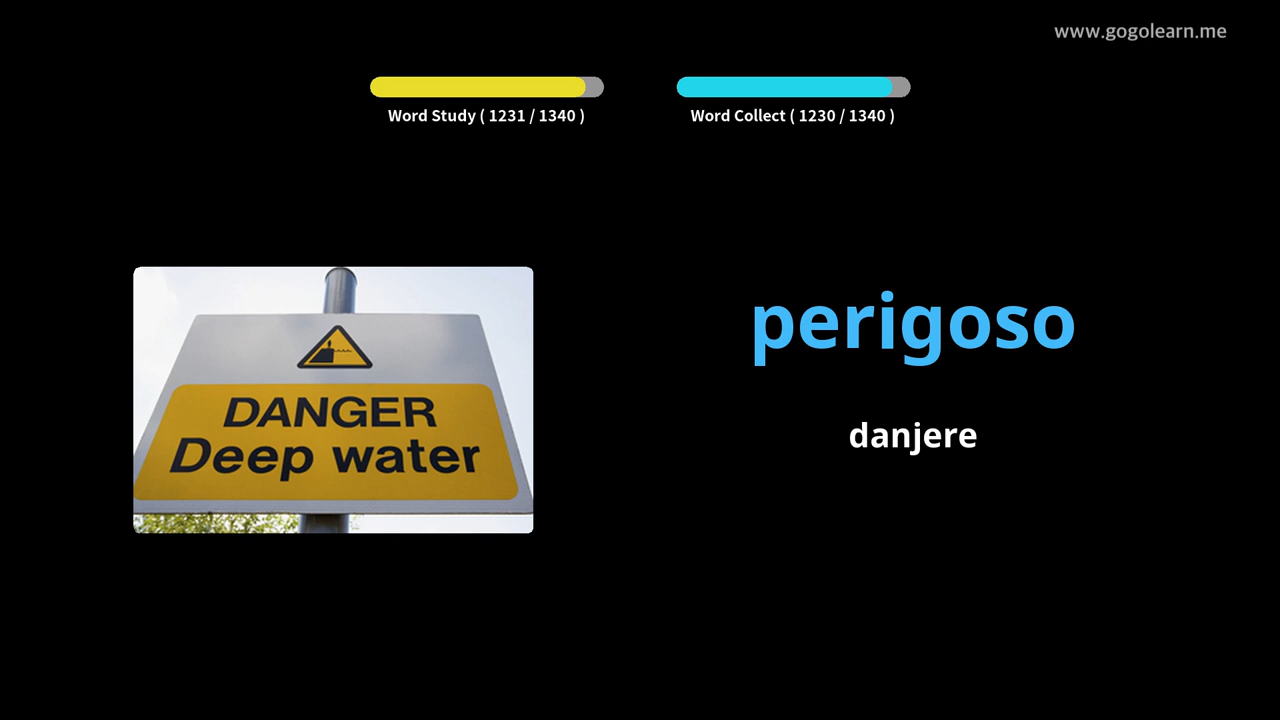 www.gogolearn.me
Word Study ( 1231 / 1340 )
Word Collect ( 1230 / 1340 )
DANGER
Deep water
perigoso
danjere